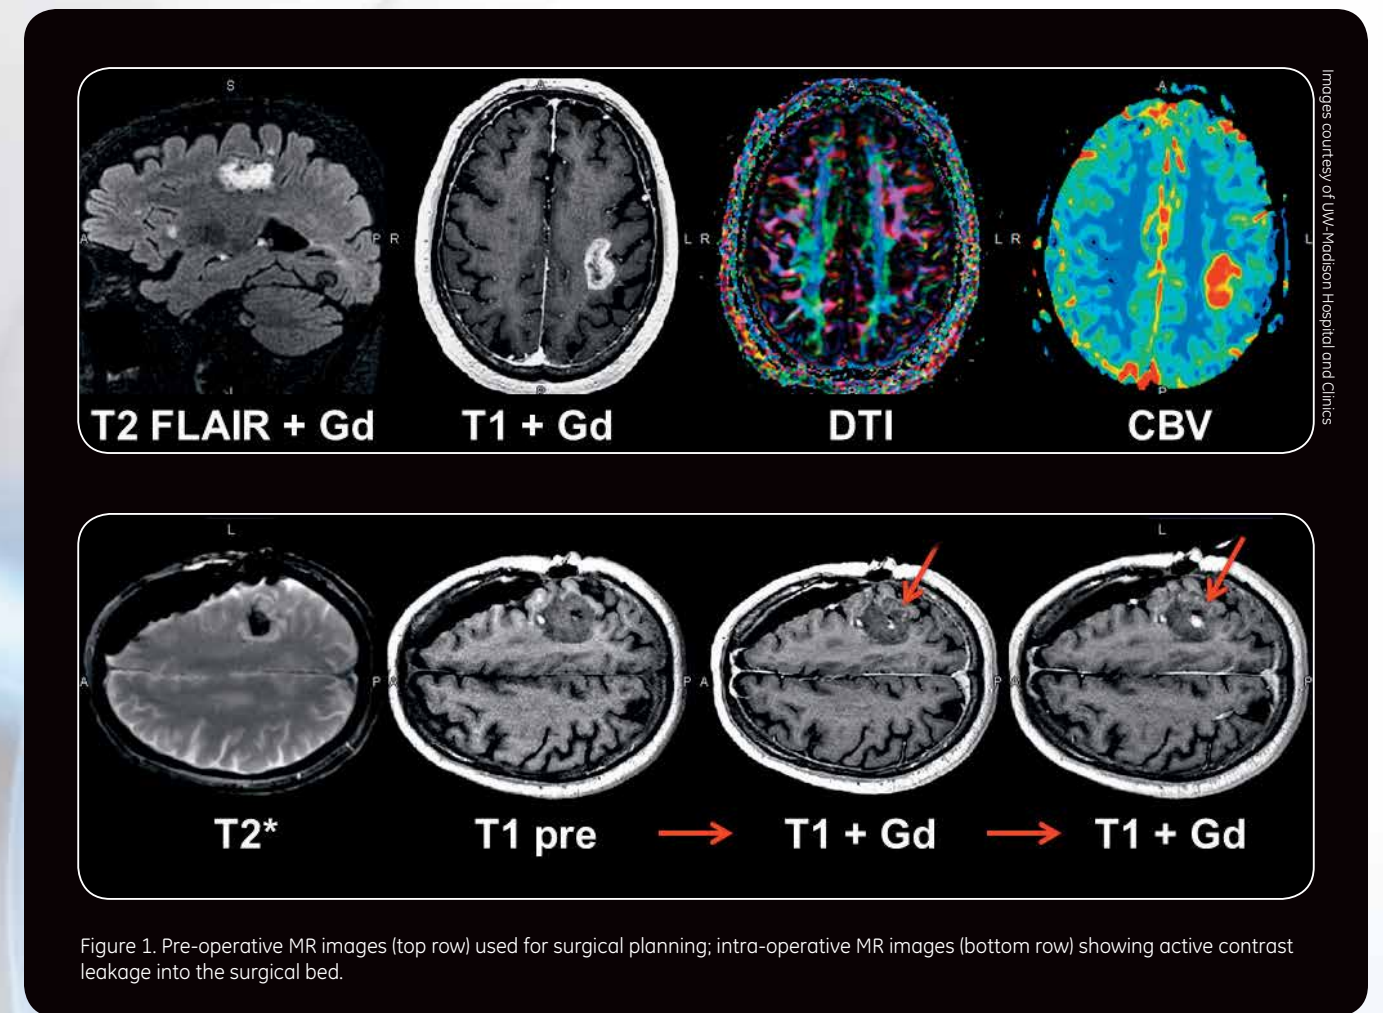 S
A
A
A
A
P R
L R
L R
L
P
P
P
T2 FLAIR + Gd
T1 + Gd
DTI
CBV
Images courtesy of UW-Madison Hospital and Clinics
L
L
A
P
A
P A
P
A
P
T2*
T1 pre
T1 + Gd
T1 + Gd
Figure 1. Pre-operative MR images (top row) used for surgical planning; intra-operative MR images (bottom row) showing active contrast
leakage into the surgical bed.